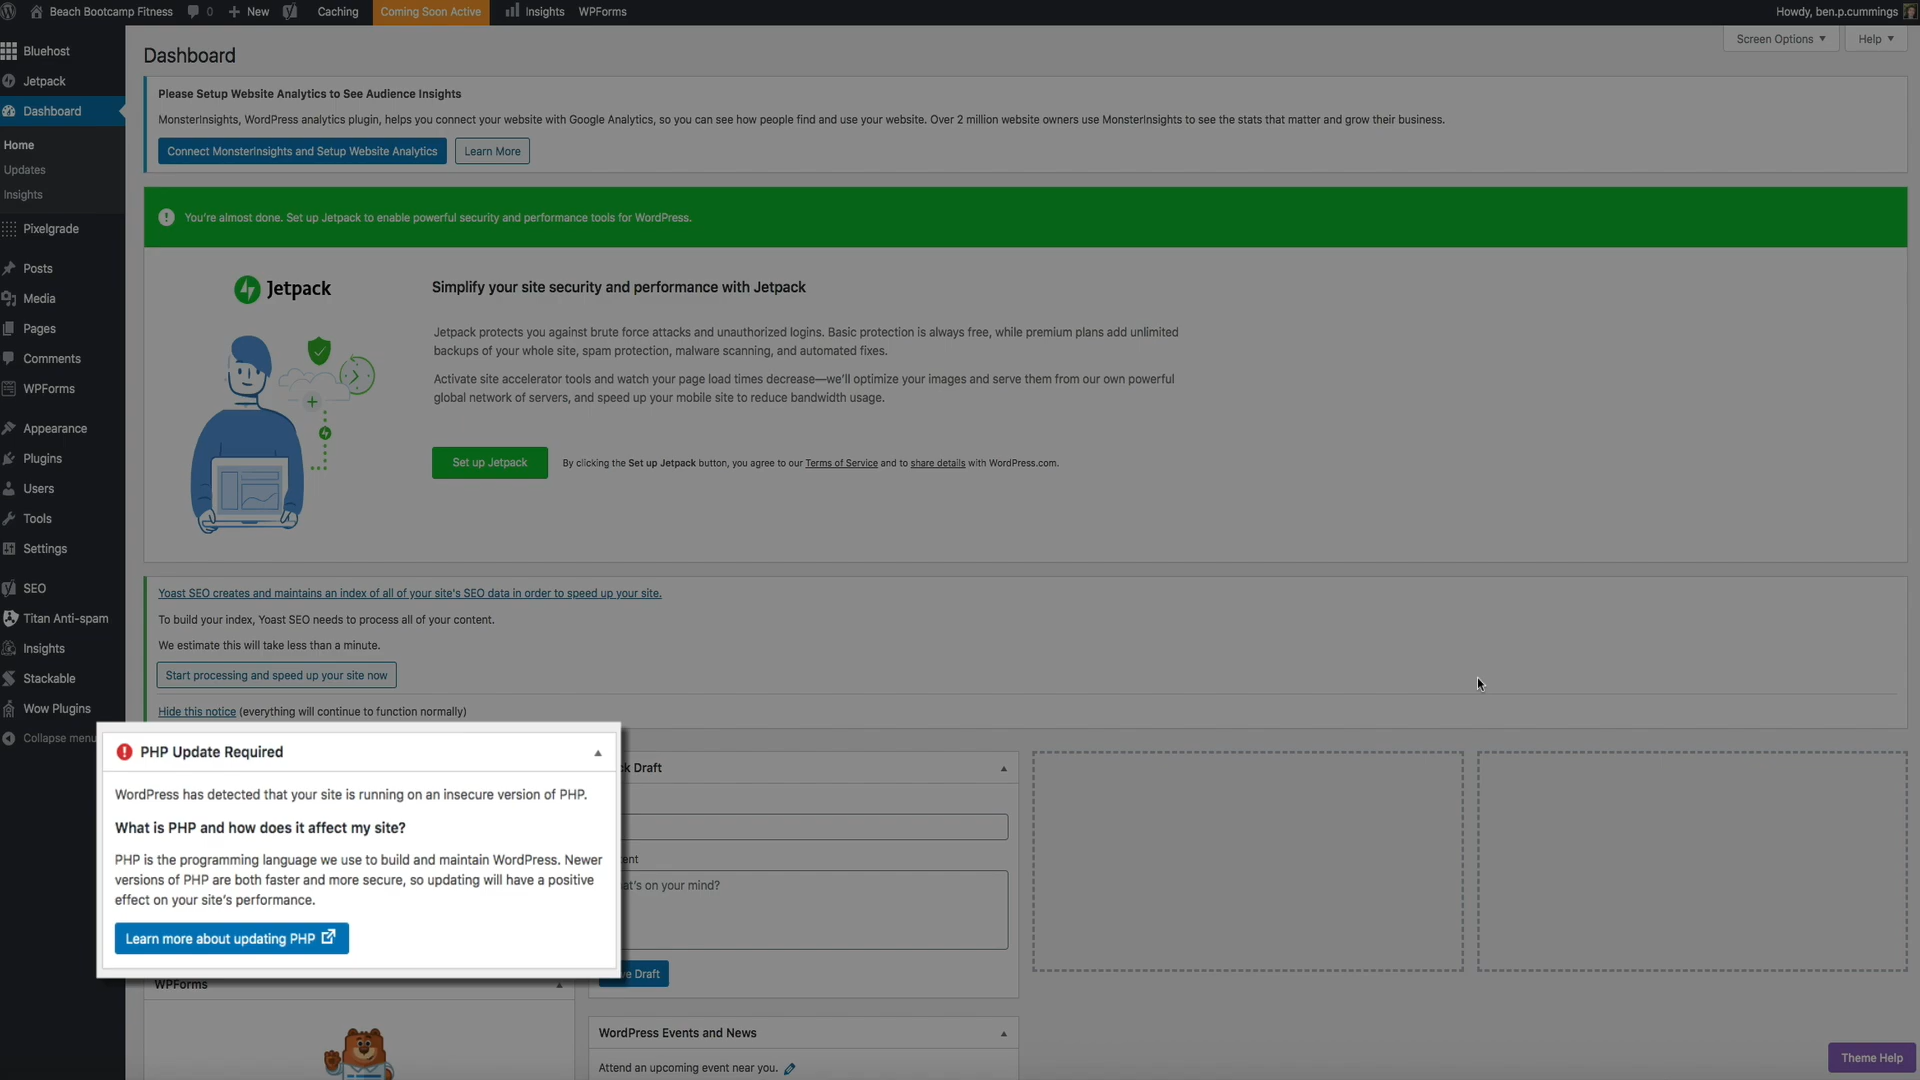 Beach Bootcamp Fitness 0 New Caching Coming Soon Active Insights WPForms Howdy, ben.p.cummings
Screen Options Help
Bluehost
Jetpack
Dashboard
Home
Updates
Insights
Pixelgrade
Posts
Media
Pages
Comments
WPForms
Appearance
Plugins
Users
Tools
Settings
SEO
Titan Anti-spam
Insights
Stackable
Wow Plugins
Collapse menu
Dashboard
Please Setup Website Analytics to See Audience Insights
MonsterInsights, WordPress analytics plugin, helps you connect your website with Google Analytics, so you can see how people find and use your website. Over 2 million website owners use MonsterInsights to see the stats that matter and grow their business.
Connect MonsterInsights and Setup Website Analytics Learn More
You're almost done. Set up Jetpack to enable powerful security and performance tools for WordPress.
Jetpack
Simplify your site security and performance with Jetpack
Jetpack protects you against brute force attacks and unauthorized logins. Basic protection is always free, while premium plans add unlimited
backups of your whole site, spam protection, malware scanning, and automated fixes.
Activate site accelerator tools and watch your page load times decrease—we'll optimize your images and serve them from our own powerful
global network of servers, and speed up your mobile site to reduce bandwidth usage.
Set up Jetpack By clicking the Set up Jetpack button, you agree to our Terms of Service and to share details with WordPress.com.
Yoast SEO creates and maintains an index of all of your site's SEO data in order to speed up your site.
To build your index, Yoast SEO needs to process all of your content.
We estimate this will take less than a minute.
Start processing and speed up your site now
Hide this notice (everything will continue to function normally)
PHP Update Required
WordPress has detected that your site is running on an insecure version of PHP.
What is PHP and how does it affect my site?
PHP is the programming language we use to build and maintain WordPress. Newer
versions of PHP are both faster and more secure, so updating will have a positive
effect on your site's performance.
Learn more about updating PHP
WPForms
ck Draft
ent
at's on your mind?
ve Draft
WordPress Events and News
Attend an upcoming event near you.
Theme Help